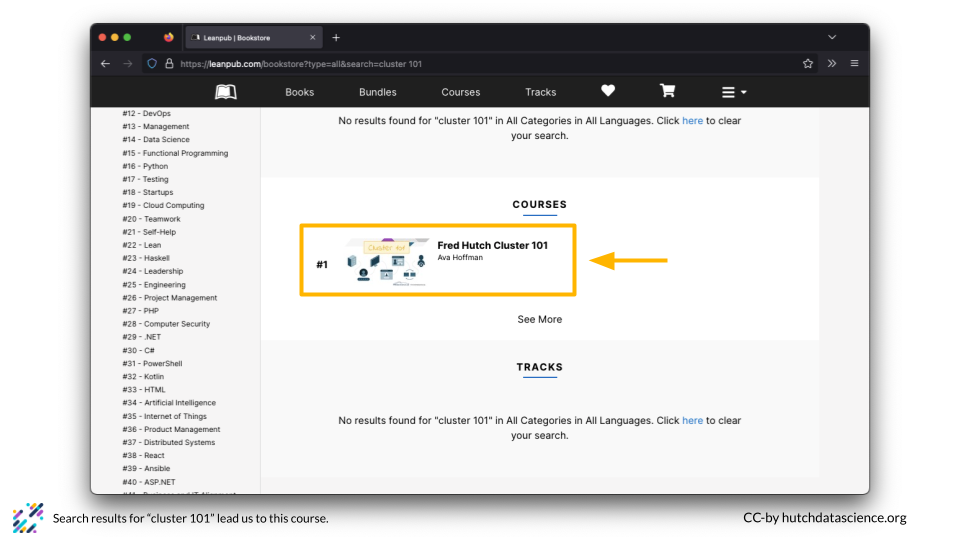 Leanpub | Bookstore
https://leanpub.com/bookstore?type=all&search=cluster 101
Books
Bundles
Courses
Tracks
#12 - DevOps
#13 - Management
#14 - Data Science
#15 - Functional Programming
#16 - Python
#17 - Testing
#18 - Startups
#19 - Cloud Computing
#20 - Teamwork
#21 - Self-Help
#22 - Lean
#23 - Haskell
#24 - Leadership
#25 - Engineering
#26 - Project Management
#27 - PHP
#28 - Computer Security
#29 - .NET
#30 - C#
#31 - PowerShell
#32 - Kotlin
#33 - HTML
#34 - Artificial Intelligence
#35 - Internet of Things
#36 - Product Management
#37 - Distributed Systems
#38 - React
#39 - Ansible
#40 - ASP.NET
No results found for "cluster 101" in All Categories in All Languages. Click here to clear
your search.
COURSES
#1
Cluster 101
Fred Hutch Cluster 101
Ava Hoffman
See More
TRACKS
No results found for "cluster 101" in All Categories in All Languages. Click here to clear
your search.
Search results for “cluster 101” lead us to this course.
CC-by hutchdatascience.org